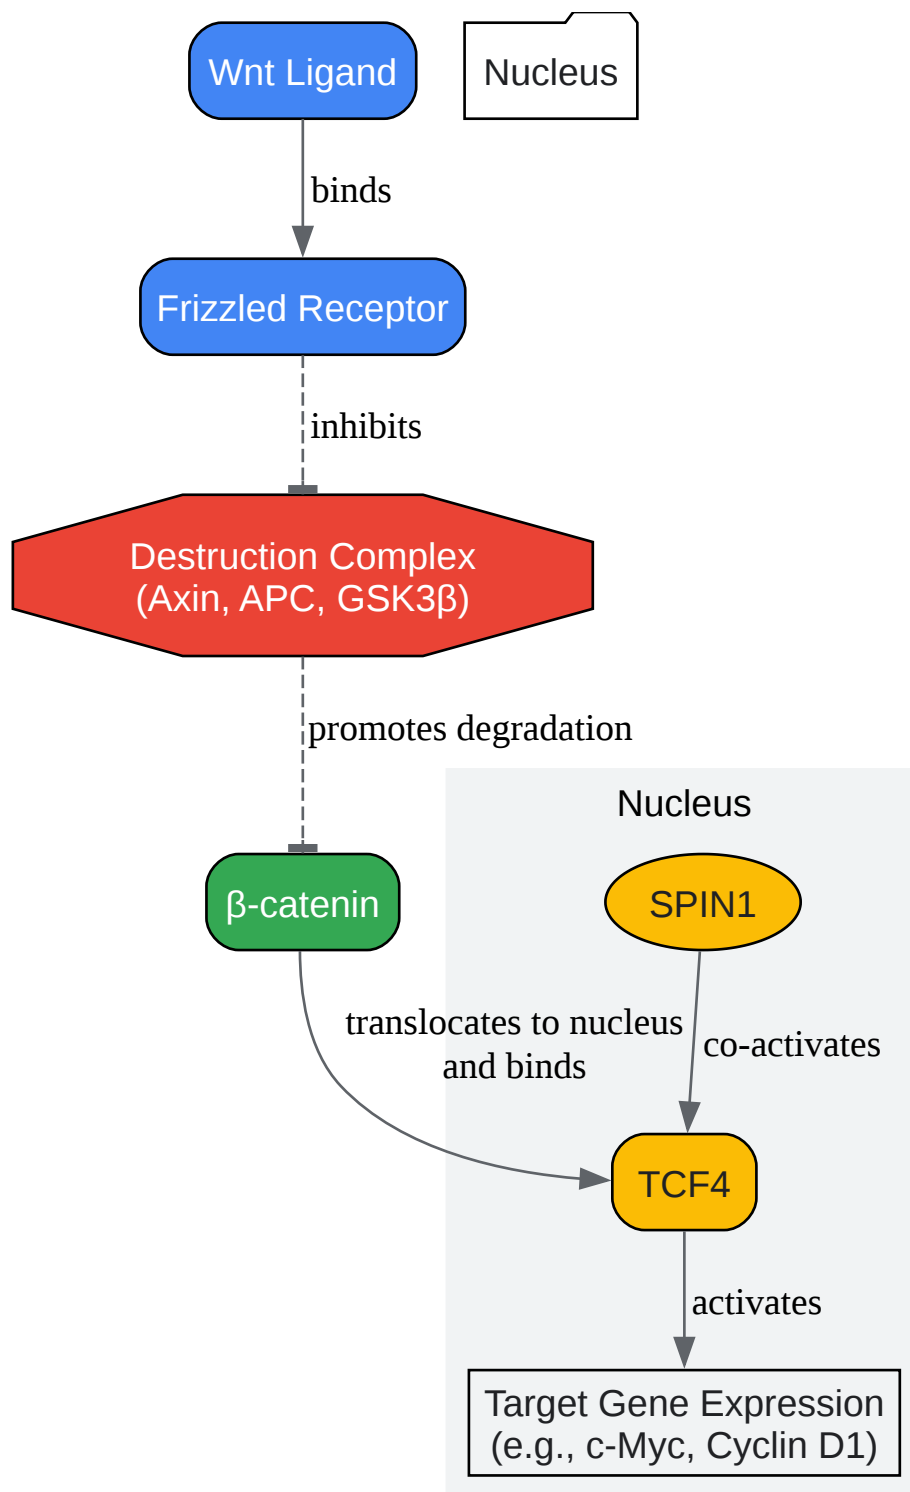 Wnt Ligand
Nucleus
binds
Frizzled Receptor
inhibits
Destruction Complex
(Axin, APC, GSK3β)
promotes degradation
Nucleus
β-catenin
SPIN1
translocates to nucleus
and binds
co-activates
TCF4
activates
Target Gene Expression
(e.g., c-Myc, Cyclin D1)